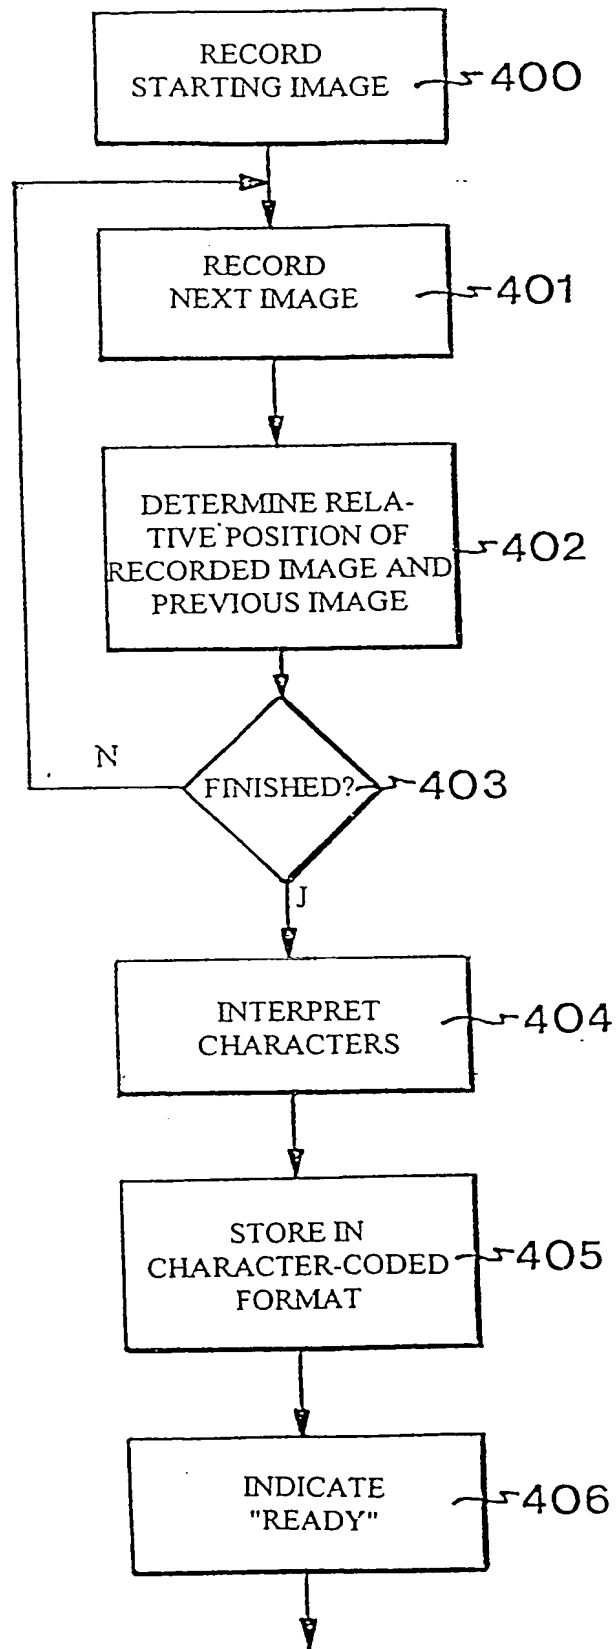 RECORD
STARTING IMAGE
400
RECORD
NEXT IMAGE
401
DETERMINE RELA-
TIVE POSITION OF
RECORDED IMAGE AND
PREVIOUS IMAGE
402
N
FINISHED?
403
J
INTERPRET
CHARACTERS
404
STORE IN
CHARACTER-CODED
FORMAT
405
INDICATE
"READY"
406